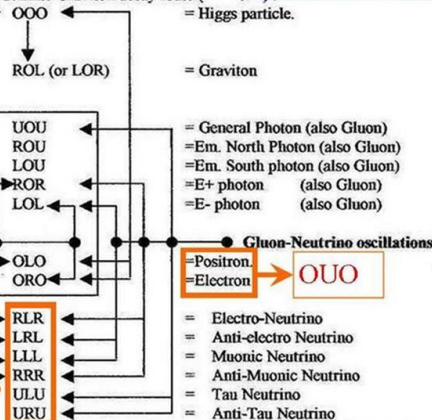 OOO = Higgs particle.
ROL (or LOR) = Graviton
UOU = General Photon (also Gluon)
ROU =Em. North Photon (also Gluon)
LOU =Em. South photon (also Gluon)
ROR =E+ photon (also Gluon)
LOL =E- photon (also Gluon)
Gluon-Neutrino oscillations
OLO =Positron.
ORO =Electron
OUO
RLR = Electro-Neutrino
LRL = Anti-electro Neutrino
LLL = Muonic Neutrino
RRR = Anti-Muonic Neutrino
ULU = Tau Neutrino
URU = Anti-Tau Neutrino